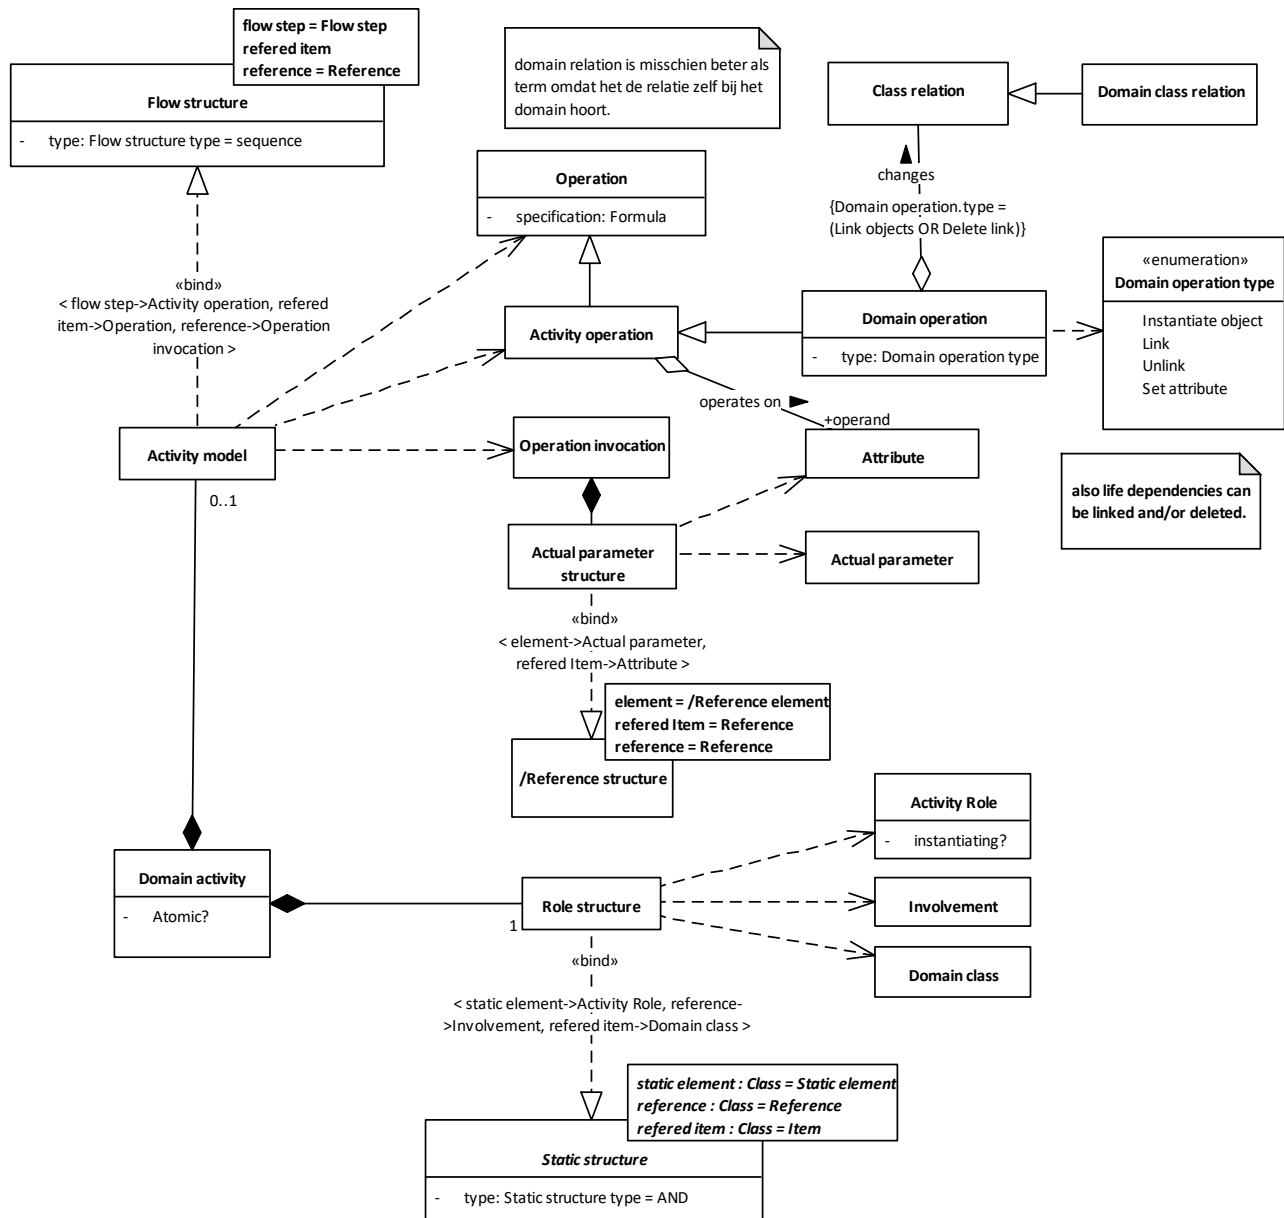 flow step = Flow step
refered item
reference = Reference
Flow structure
- type: Flow structure type = sequence
domain relation is misschien beter als
term omdat het de relatie zelf bij het
domain hoort.
Class relation
Domain class relation
changes
{Domain operation.type =
(Link objects OR Delete link)}
Operation
- specification: Formula
«bind»
< flow step->Activity operation, refered
item->Operation, reference->Operation
invocation >
Activity operation
Domain operation
- type: Domain operation type
«enumeration»
Domain operation type
Instantiate object
Link
Unlink
Set attribute
operates on
+operand
Activity model
0..1
Operation invocation
Attribute
also life dependencies can
be linked and/or deleted.
Actual parameter
structure
Actual parameter
«bind»
< element->Actual parameter,
refered Item->Attribute >
element = /Reference element
refered Item = Reference
reference = Reference
/Reference structure
Activity Role
- instantiating?
Domain activity
- Atomic?
Role structure
1
Involvement
Domain class
«bind»
< static element->Activity Role, reference-
>Involvement, refered item->Domain class >
static element : Class = Static element
reference : Class = Reference
refered item : Class = Item
Static structure
- type: Static structure type = AND